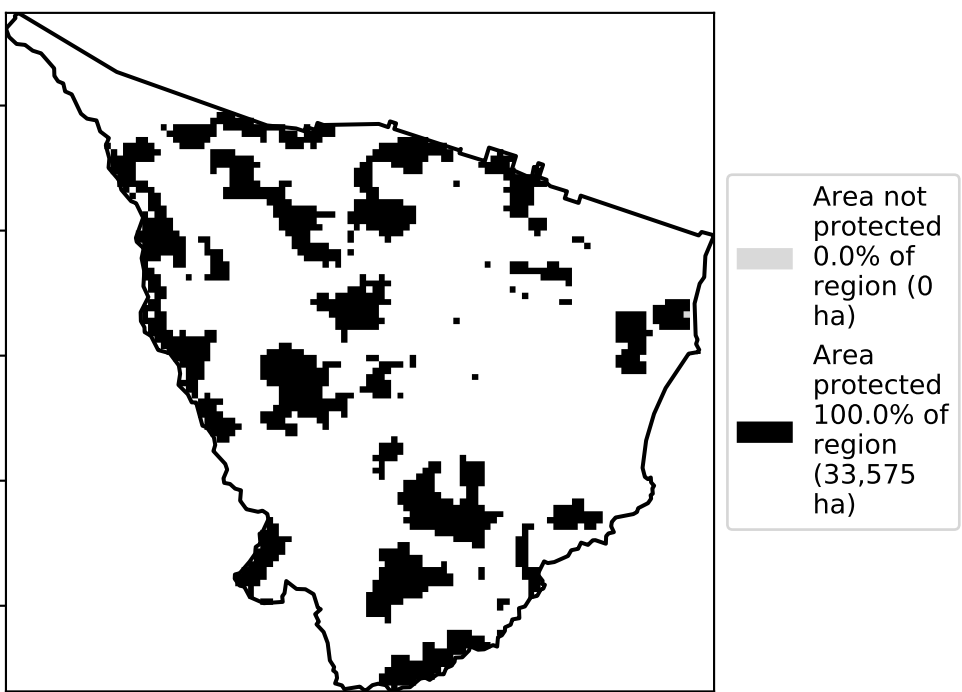 Area not
protected
0.0% of
region (0
ha)
Area
protected
100.0% of
region
(33,575
ha)